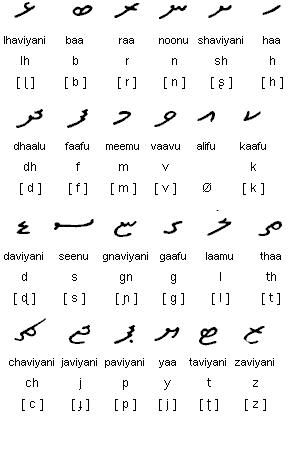 ޅ ބ ރ ނ ށ ހ
lhaviyani baa raa noonu shaviyani haa
lh b r n sh h
[ ɭ ] [ b ] [ r ] [ n ] [ ʂ ] [ h ]
ދ ފ މ ވ އ ކ
dhaalu faafu meemu vaavu alifu kaafu
dh f m v k
[ d ] [ f ] [ m ] [ v ] Ø [ k ]
ޑ ސ ޏ ގ ލ ތ
daviyani seenu gnaviyani gaafu laamu thaa
d s gn g l th
[ ɖ ] [ s ] [ ɲ ] [ g ] [ l ] [ t ]
ޗ ޖ ޕ ޔ ޓ ޒ
chaviyani javiyani paviyani yaa taviyani zaviyani
ch j p y t z
[ c ] [ ɟ ] [ p ] [ j ] [ ʈ ] [ z ]